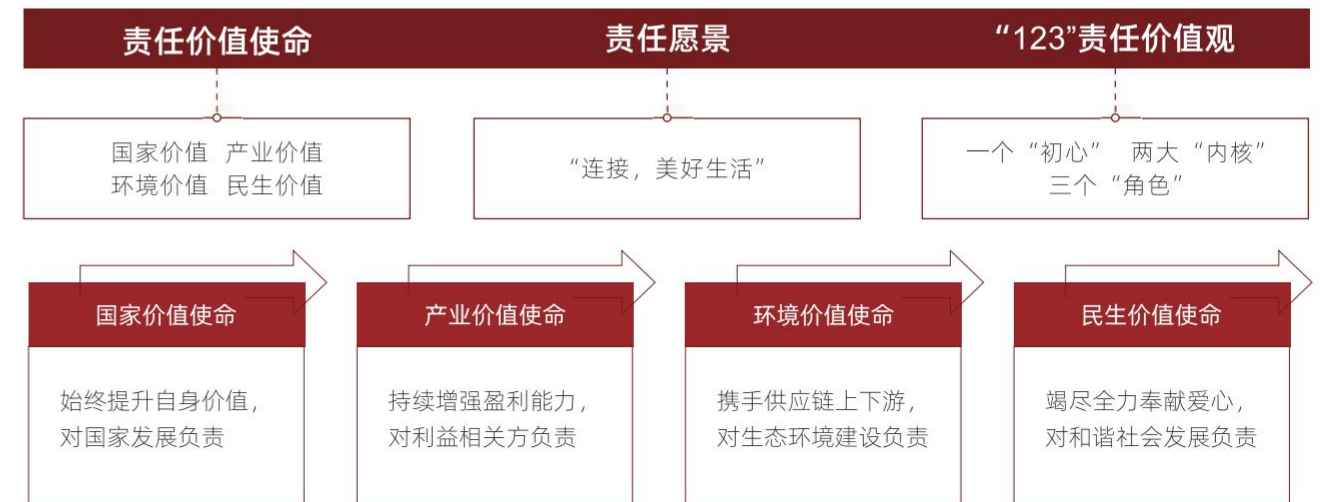 责任价值使命
责任愿景
“123”责任价值观
国家价值 产业价值
环境价值 民生价值
“连接，美好生活”
一个“初心” 两大“内核”
三个“角色”
国家价值使命
产业价值使命
环境价值使命
民生价值使命
始终提升自身价值，
对国家发展负责
持续增强盈利能力，
对利益相关方负责
携手供应链上下游，
对生态环境建设负责
竭尽全力奉献爱心，
对和谐社会发展负责